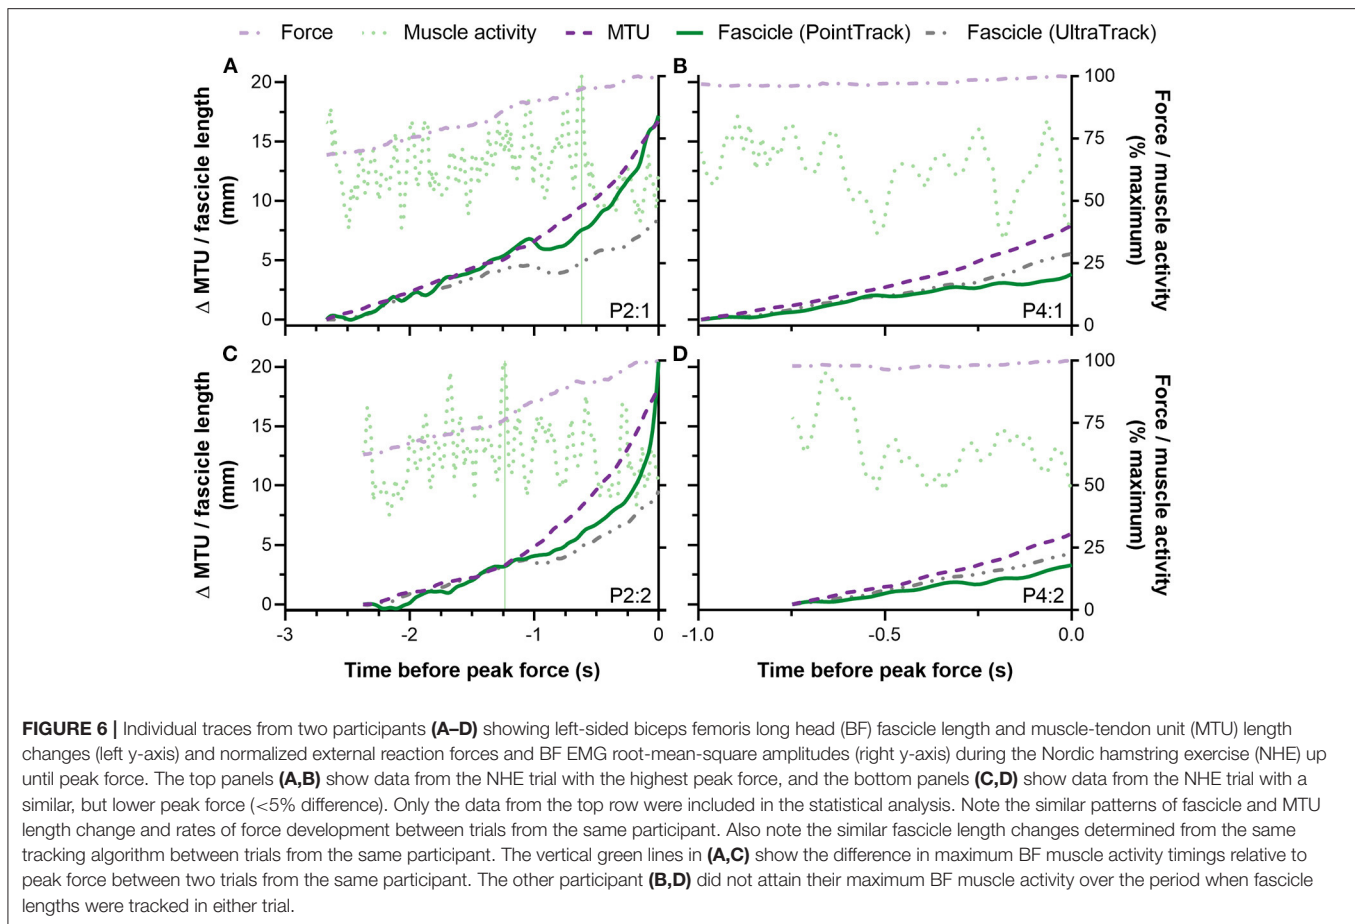 Force Muscle activity MTU Fascicle (PointTrack) Fascicle (UltraTrack)
A
B
20
15
10
5
0
Δ MTU / fascicle length
(mm)
P2:1
P4:1
100
75
50
25
0
Force / muscle activity
(% maximum)
C
D
20
15
10
5
0
Δ MTU / fascicle length
(mm)
P2:2
P4:2
100
75
50
25
0
Force / muscle activity
(% maximum)
-3 -2 -1 0 -1.0 -0.5 0.0
Time before peak force (s) Time before peak force (s)
FIGURE 6 | Individual traces from two participants (A–D) showing left-sided biceps femoris long head (BF) fascicle length and muscle-tendon unit (MTU) length
changes (left y-axis) and normalized external reaction forces and BF EMG root-mean-square amplitudes (right y-axis) during the Nordic hamstring exercise (NHE) up
until peak force. The top panels (A,B) show data from the NHE trial with the highest peak force, and the bottom panels (C,D) show data from the NHE trial with a
similar, but lower peak force (<5% difference). Only the data from the top row were included in the statistical analysis. Note the similar patterns of fascicle and MTU
length change and rates of force development between trials from the same participant. Also note the similar fascicle length changes determined from the same
tracking algorithm between trials from the same participant. The vertical green lines in (A,C) show the difference in maximum BF muscle activity timings relative to
peak force between two trials from the same participant. The other participant (B,D) did not attain their maximum BF muscle activity over the period when fascicle
lengths were tracked in either trial.